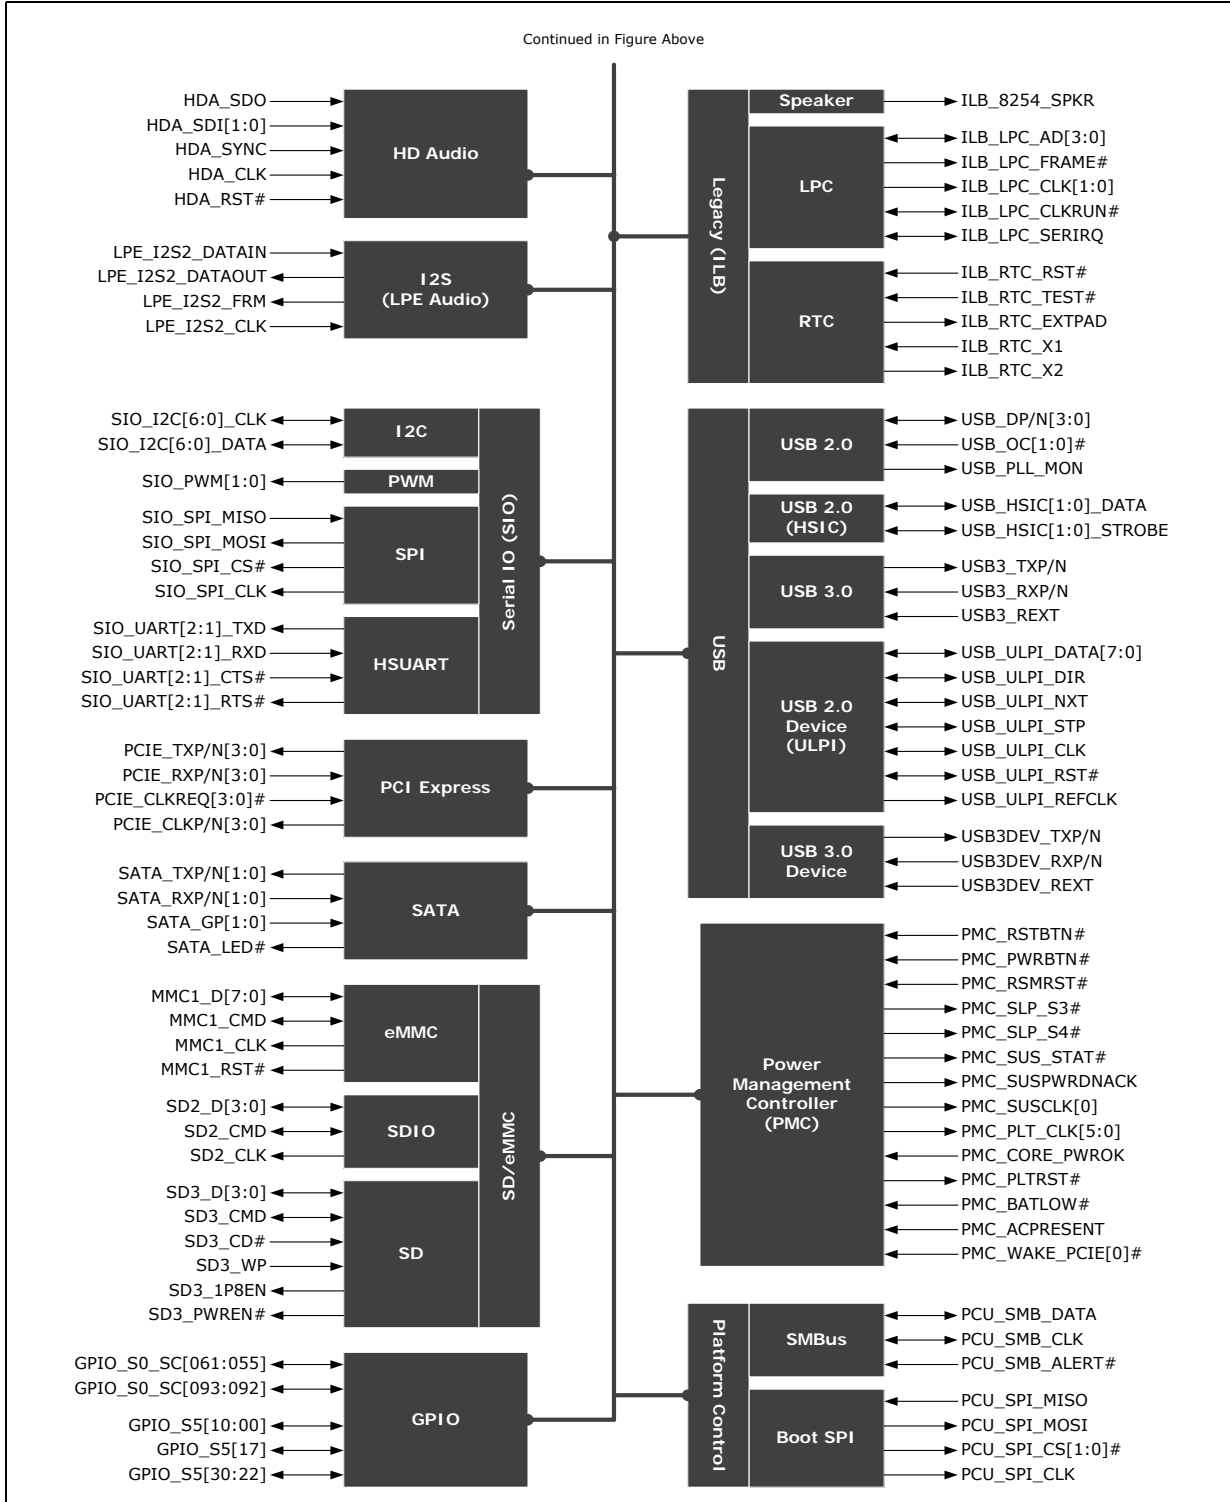 Continued in Figure Above
HDA_SDO
HDA_SDI[1:0]
HDA_SYNC
HDA_CLK
HDA_RST#
HD Audio
LPE_I2S2_DATAIN
LPE_I2S2_DATAOUT
LPE_I2S2_FRM
LPE_I2S2_CLK
I2S
(LPE Audio)
SIO_I2C[6:0]_CLK
SIO_I2C[6:0]_DATA
I2C
SIO_PWM[1:0]
PWM
SIO_SPI_MISO
SIO_SPI_MOSI
SIO_SPI_CS#
SIO_SPI_CLK
SPI
SIO_UART[2:1]_TXD
SIO_UART[2:1]_RXD
SIO_UART[2:1]_CTS#
SIO_UART[2:1]_RTS#
HSUART
Serial IO (SIO)
PCIE_TXP/N[3:0]
PCIE_RXP/N[3:0]
PCIE_CLKREQ[3:0]#
PCIE_CLKP/N[3:0]
PCI Express
SATA_TXP/N[1:0]
SATA_RXP/N[1:0]
SATA_GP[1:0]
SATA_LED#
SATA
MMC1_D[7:0]
MMC1_CMD
MMC1_CLK
MMC1_RST#
eMMC
SD2_D[3:0]
SD2_CMD
SD2_CLK
SDIO
SD3_D[3:0]
SD3_CMD
SD3_CD#
SD3_WP
SD3_1P8EN
SD3_PWREN#
SD
SD/eMMC
GPIO_S0_SC[061:055]
GPIO_S0_SC[093:092]
GPIO_S5[10:00]
GPIO_S5[17]
GPIO_S5[30:22]
GPIO
Legacy (ILB)
Speaker
ILB_8254_SPKR
LPC
ILB_LPC_AD[3:0]
ILB_LPC_FRAME#
ILB_LPC_CLK[1:0]
ILB_LPC_CLKRUN#
ILB_LPC_SERIRQ
RTC
ILB_RTC_RST#
ILB_RTC_TEST#
ILB_RTC_EXTPAD
ILB_RTC_X1
ILB_RTC_X2
USB
USB 2.0
USB_DP/N[3:0]
USB_OC[1:0]#
USB_PLL_MON
USB 2.0
(HSIC)
USB_HSIC[1:0]_DATA
USB_HSIC[1:0]_STROBE
USB 3.0
USB3_TXP/N
USB3_RXP/N
USB3_REXT
USB 2.0
Device
(ULPI)
USB_ULPI_DATA[7:0]
USB_ULPI_DIR
USB_ULPI_NXT
USB_ULPI_STP
USB_ULPI_CLK
USB_ULPI_RST#
USB_ULPI_REFCLK
USB 3.0
Device
USB3DEV_TXP/N
USB3DEV_RXP/N
USB3DEV_REXT
Power
Management
Controller
(PMC)
PMC_RSTBTN#
PMC_PWRBTN#
PMC_RSMRST#
PMC_SLP_S3#
PMC_SLP_S4#
PMC_SUS_STAT#
PMC_SUSPWRDNACK
PMC_SUSCLK[0]
PMC_PLT_CLK[5:0]
PMC_CORE_PWROK
PMC_PLTRST#
PMC_BATLOW#
PMC_ACPRESENT
PMC_WAKE_PCIE[0]#
Platform Control
SMBus
PCU_SMB_DATA
PCU_SMB_CLK
PCU_SMB_ALERT#
Boot SPI
PCU_SPI_MISO
PCU_SPI_MOSI
PCU_SPI_CS[1:0]#
PCU_SPI_CLK